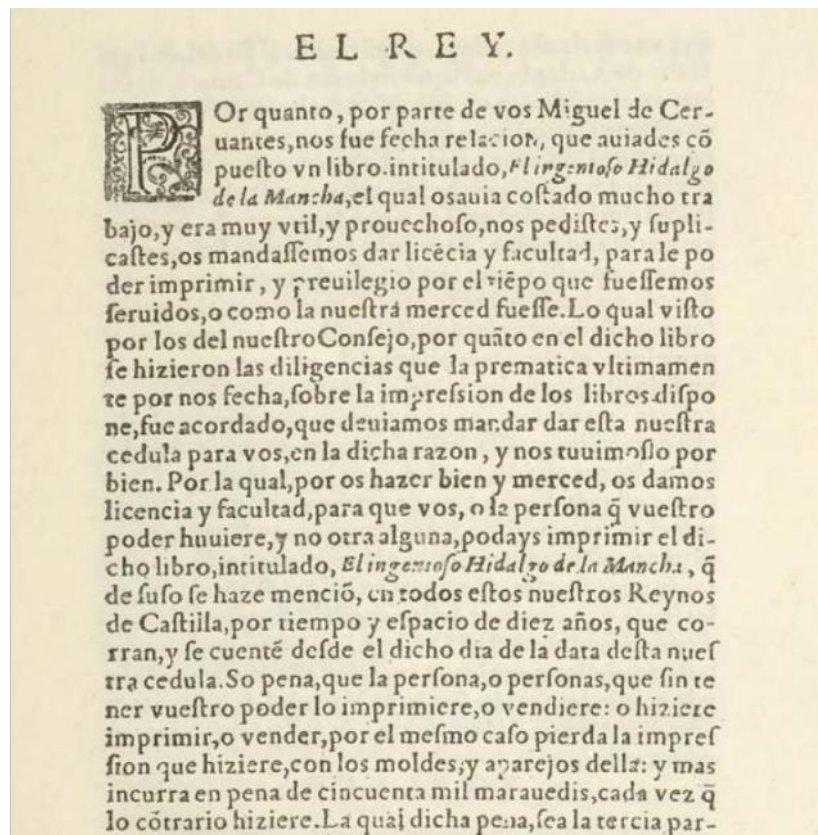 EL REY.
POr quanto, por parte de vos Miguel de Cer-
uantes,nos fue fecha relacion, que auiades cõ
puesto vn libro.intitulado,El ingenioſo Hidalgo
de la Mancha,el qual osauia coſtado mucho tra
bajo,y era muy vtil,y prouechoſo,nos pediſtes,y ſupli-
caſtes,os mandaſſemos dar licẽcia y facultad, para le po
der imprimir, y preuilegio por el tiẽpo que fueſſemos
ſeruidos,o como la nueſtra merced fueſſe.Lo qual viſto
por los del nueſtro Conſejo,por quãto en el dicho libro
ſe hizieron las diligencias que la prematica vltimamen
te por nos fecha,ſobre la impreſsion de los libros diſpo
ne,fue acordado,que deuiamos mandar dar eſta nueſtra
cedula para vos,en la dicha razon, y nos tuuimoſlo por
bien. Por la qual,por os hazer bien y merced, os damos
licencia y facultad,para que vos, o la perſona q̃ vueſtro
poder huuiere,y no otra alguna,podays imprimir el di-
cho libro,intitulado, El ingenioſo Hidalgo de la Mancha, q̃
de ſuſo ſe haze menciõ, en todos eſtos nueſtros Reynos
de Caſtilla,por tiempo y eſpacio de diez años, que co-
rran,y ſe cuentẽ deſde el dicho dia de la data deſta nueſ
tra cedula.So pena,que la perſona,o perſonas,que ſin te
ner vueſtro poder lo imprimiere,o vendiere: o hiziere
imprimir,o vender,por el meſmo caſo pierda la impreſ
ſion que hiziere,con los moldes,y aparejos della: y mas
incurra en pena de cincuenta mil marauedis,cada vez q̃
lo cõtrario hiziere.La qual dicha pena,ſea la tercia par-